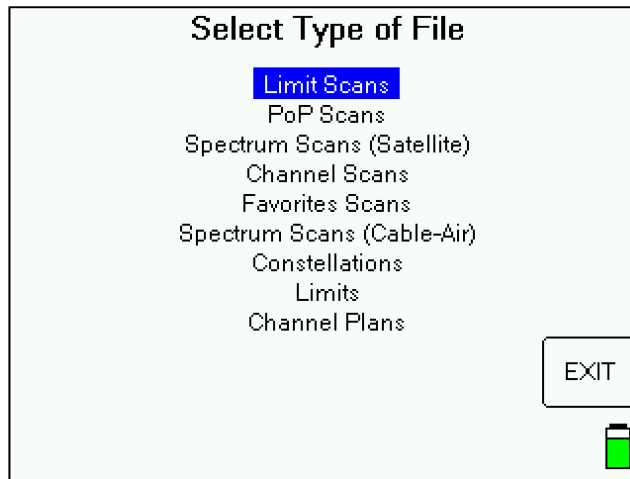 Select Type of File
Limit Scans
PoP Scans
Spectrum Scans (Satellite)
Channel Scans
Favorites Scans
Spectrum Scans (Cable-Air)
Constellations
Limits
Channel Plans
EXIT